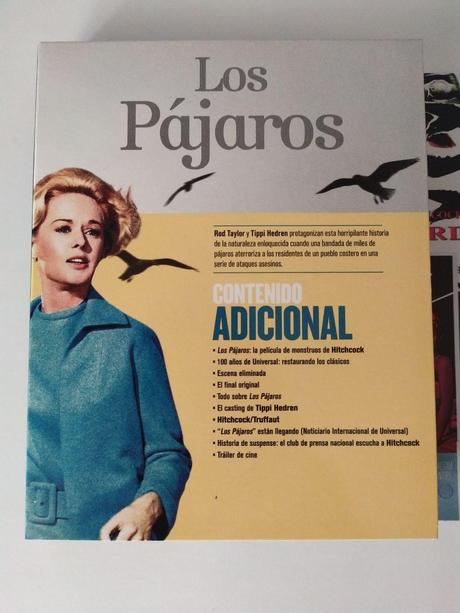 Los
Pájaros
Rod Taylor y Tippi Hedren protagonizan esta horripilante historia
de la naturaleza enloquecida cuando una bandada de miles de
pájaros aterroriza a los residentes de un pueblo costero en una
serie de ataques asesinos.
CONTENIDO
ADICIONAL
• Los Pájaros: la película de monstruos de Hitchcock
• 100 años de Universal: restaurando los clásicos
• Escena eliminada
• El final original
• Todo sobre Los Pájaros
• El casting de Tippi Hedren
• Hitchcock/Truffaut
• "Los Pájaros" están llegando (Noticiario Internacional de Universal)
• Historia de suspense: el club de prensa nacional escucha a Hitchcock
• Tráiler de cine